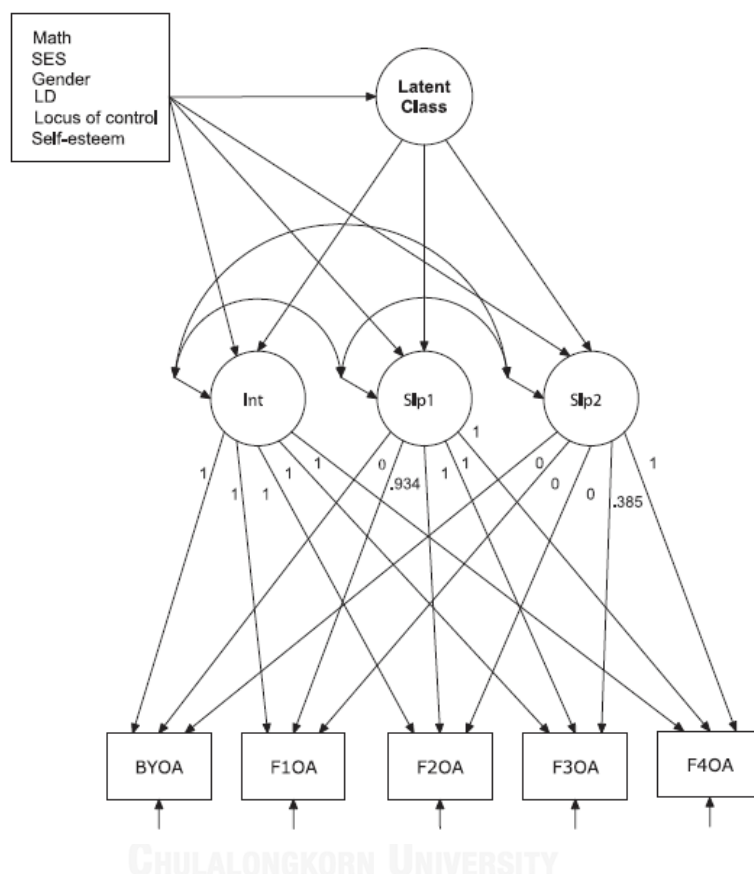 Math
SES
Gender
LD
Locus of control
Self-esteem
Latent
Class
Int
Slp1
Slp2
1
1
1
1
1
0
.934
1
1
1
0
0
0
.385
1
BYOA
F1OA
F2OA
F3OA
F4OA
CHULALONGKORN UNIVERSITY